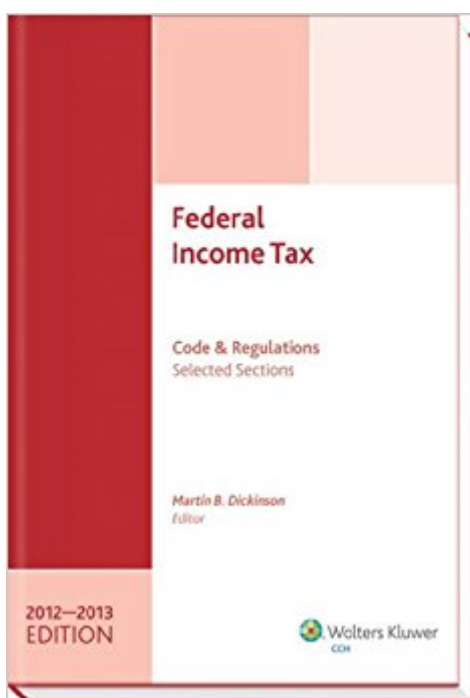 Federal
Income Tax
Code & Regulations
Selected Sections
Martin B. Dickinson
Editor
2012—2013
EDITION
Wolters Kluwer
CCH